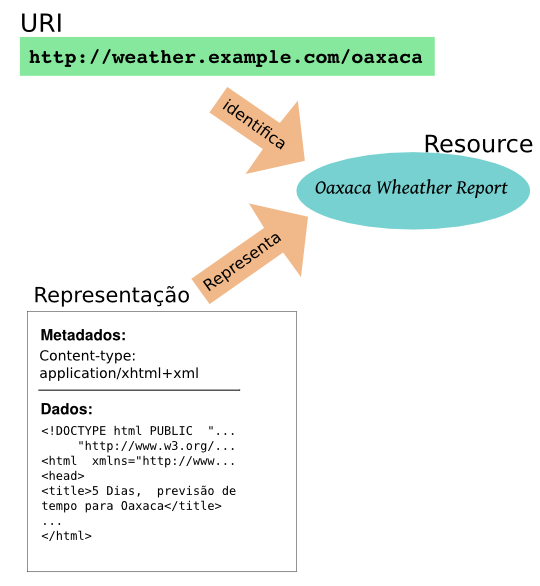 URI
http://weather.example.com/oaxaca
identifica
Resource
Oaxaca Wheather Report
Representa
Representação
Metadados:
Content-type:
application/xhtml+xml
Dados:
<!DOCTYPE html PUBLIC "...
"http://www.w3.org/...
<html xmlns="http://www...
<head>
<title>5 Dias, previsão de
tempo para Oaxaca</title>
...
</html>